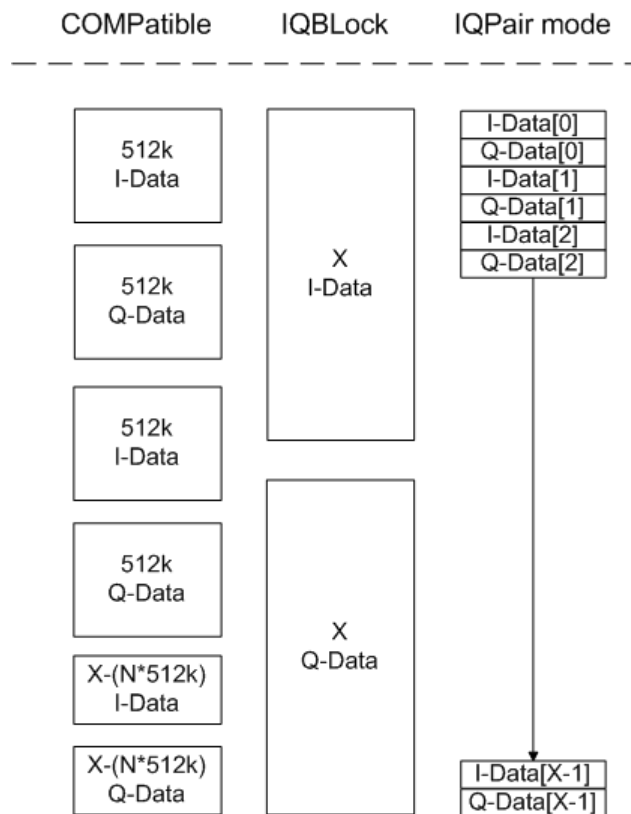 COMPatible
IQBLock
IQPair mode
512k
I-Data
512k
Q-Data
512k
I-Data
512k
Q-Data
X-(N*512k)
I-Data
X-(N*512k)
Q-Data
X
I-Data
X
Q-Data
I-Data[0]
Q-Data[0]
I-Data[1]
Q-Data[1]
I-Data[2]
Q-Data[2]
I-Data[X-1]
Q-Data[X-1]